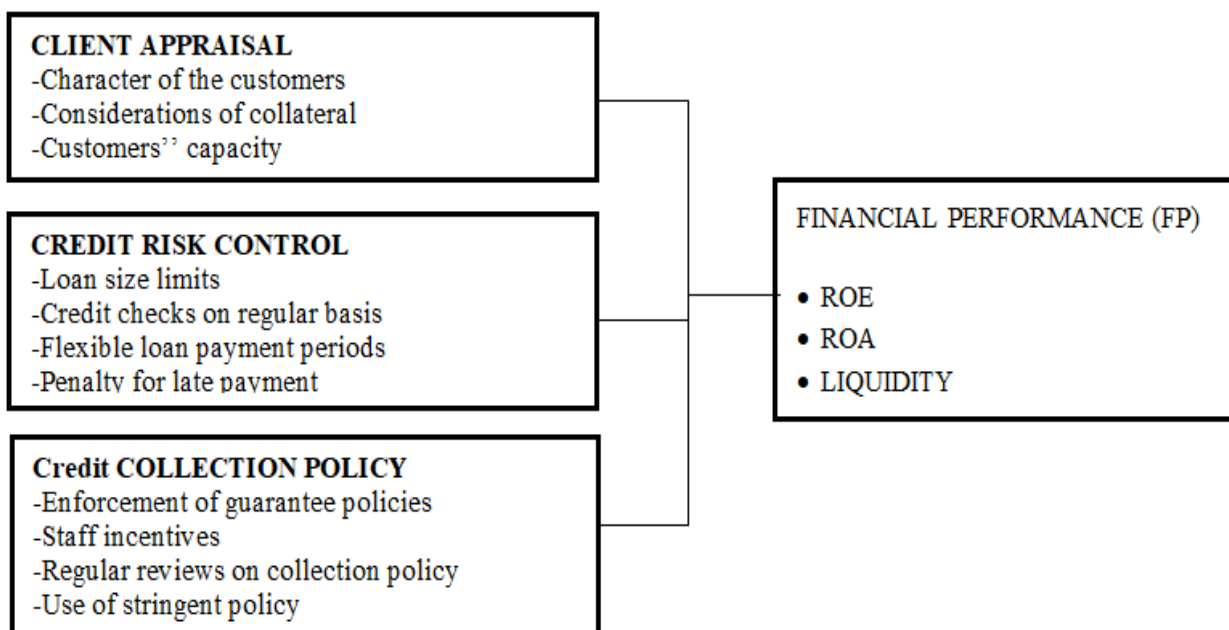 CLIENT APPRAISAL
-Character of the customers
-Considerations of collateral
-Customers’’ capacity
CREDIT RISK CONTROL
-Loan size limits
-Credit checks on regular basis
-Flexible loan payment periods
-Penalty for late payment
Credit COLLECTION POLICY
-Enforcement of guarantee policies
-Staff incentives
-Regular reviews on collection policy
-Use of stringent policy
FINANCIAL PERFORMANCE (FP)
• ROE
• ROA
• LIQUIDITY